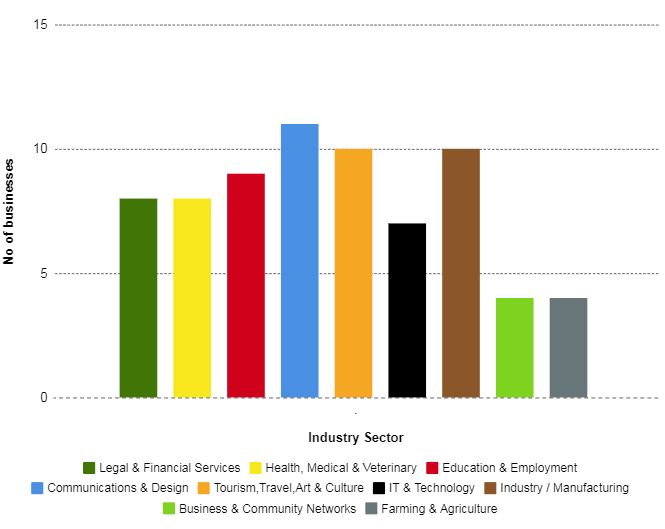 15
10
5
0
No of businesses
Industry Sector
Legal & Financial Services Health, Medical & Veterinary Education & Employment
Communications & Design Tourism,Travel,Art & Culture IT & Technology Industry / Manufacturing
Business & Community Networks Farming & Agriculture